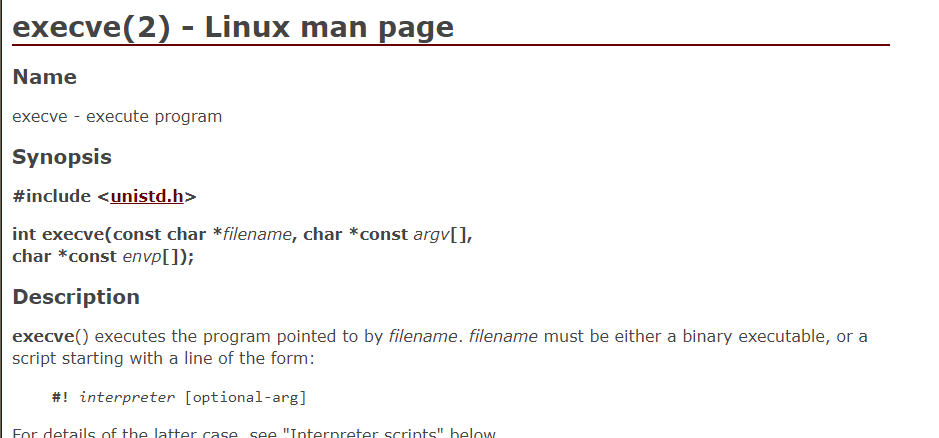 execve(2) - Linux man page
Name
execve - execute program
Synopsis
#include <unistd.h>
int execve(const char *filename, char *const argv[],
char *const envp[]);
Description
execve() executes the program pointed to by filename. filename must be either a binary executable, or a
script starting with a line of the form:
#! interpreter [optional-arg]
For details of the latter case, see "Interpreter scripts" below.